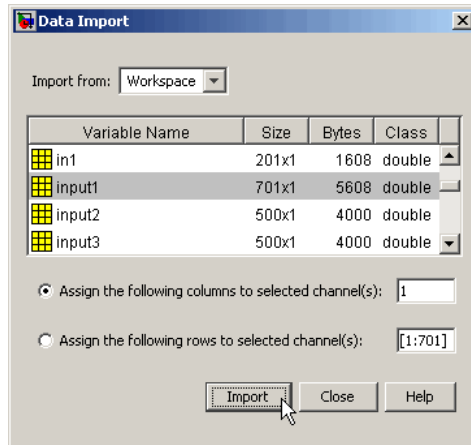 Data Import
Import from: Workspace
Variable Name Size Bytes Class
in1 201x1 1608 double
input1 701x1 5608 double
input2 500x1 4000 double
input3 500x1 4000 double
Assign the following columns to selected channel(s): 1
Assign the following rows to selected channel(s): [1:701]
Import Close Help